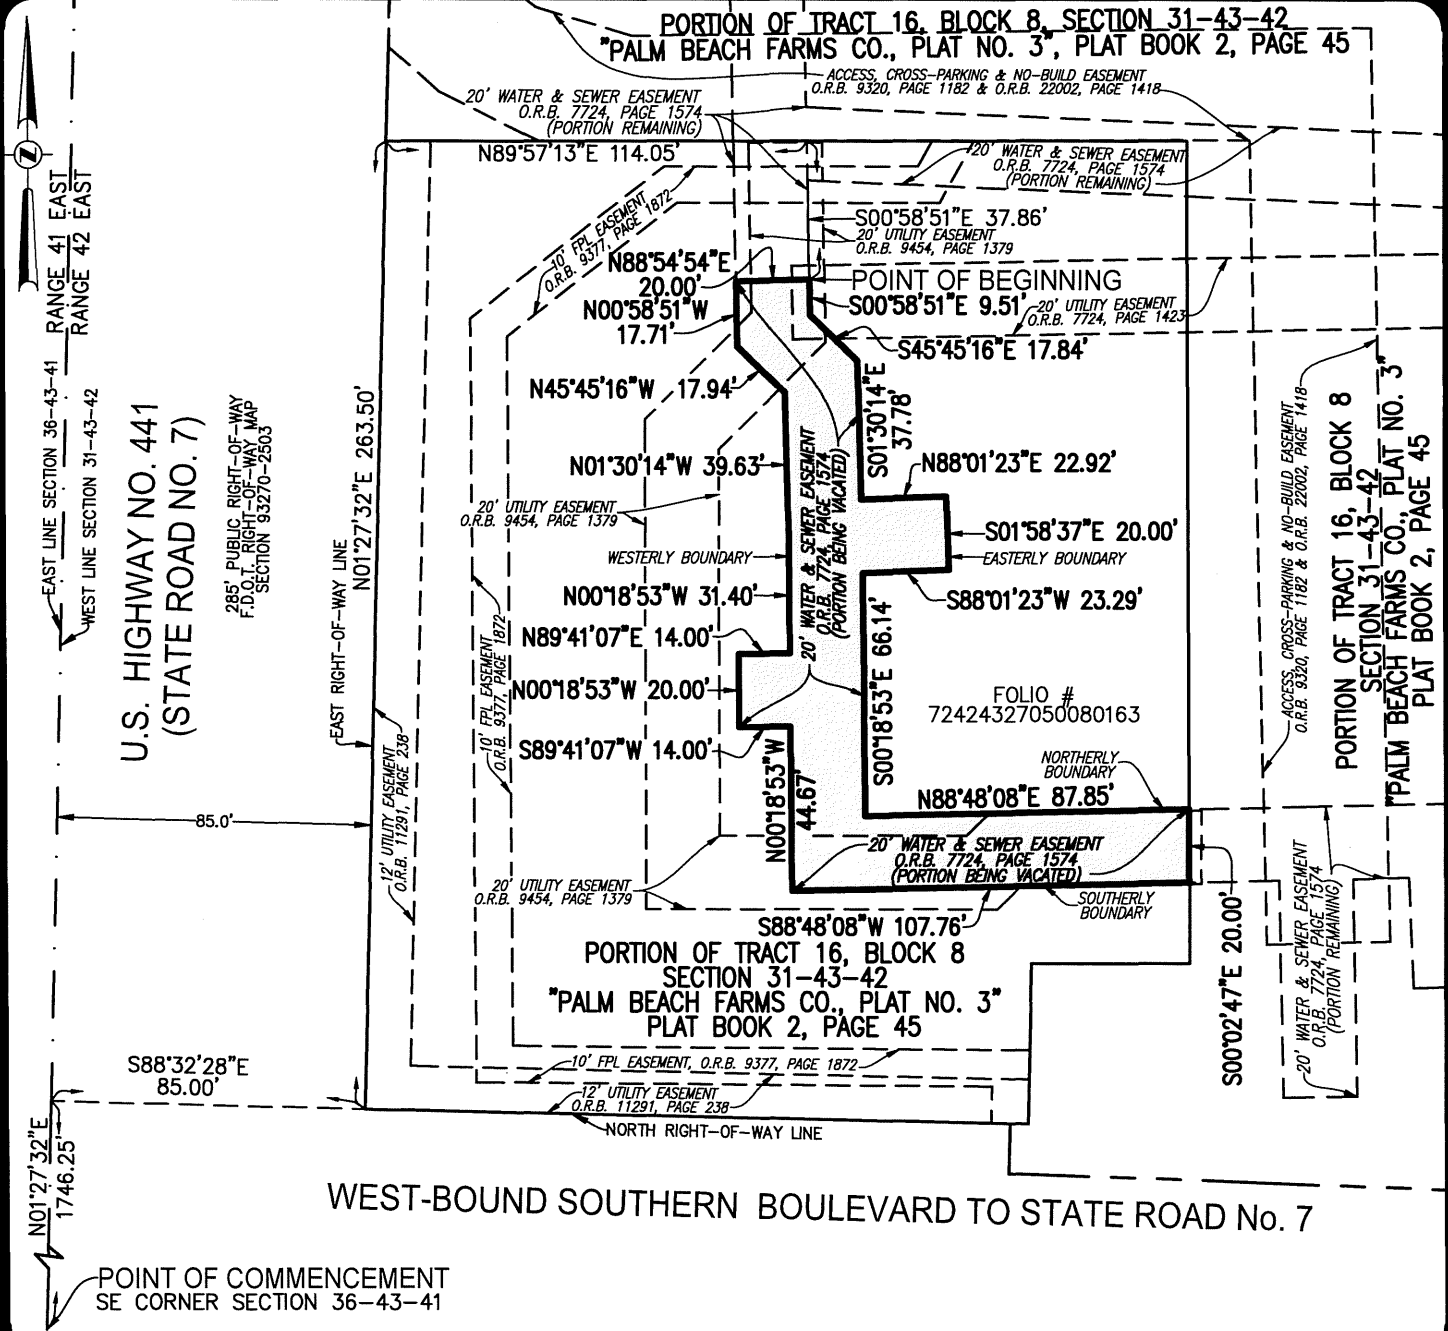 PORTION OF TRACT 16, BLOCK 8, SECTION 31-43-42
"PALM BEACH FARMS CO., PLAT NO. 3", PLAT BOOK 2, PAGE 45
ACCESS, CROSS-PARKING & NO-BUILD EASEMENT
O.R.B. 9320, PAGE 1182 & O.R.B. 22002, PAGE 1418
20' WATER & SEWER EASEMENT
O.R.B. 7724, PAGE 1574
(PORTION REMAINING)
N89°57'13"E 114.05'
20' WATER & SEWER EASEMENT
O.R.B. 7724, PAGE 1574
(PORTION REMAINING)
Z
RANGE 41 EAST
RANGE 42 EAST
10' FPL EASEMENT
O.R.B. 9377, PAGE 1872
S00°58'51"E 37.86'
20' UTILITY EASEMENT
O.R.B. 9454, PAGE 1379
N88°54'54"E
20.00'
POINT OF BEGINNING
N00°58'51"W
17.71'
S00°58'51"E 9.51'
20' UTILITY EASEMENT
O.R.B. 7724, PAGE 1423
S45°45'16"E 17.84'
N45°45'16"W 17.94'
S01°30'14"E
37.78'
EAST LINE SECTION 36-43-41
WEST LINE SECTION 31-43-42
U.S. HIGHWAY NO. 441
(STATE ROAD NO. 7)
285' PUBLIC RIGHT-OF-WAY
F.D.O.T. RIGHT-OF-WAY MAP
SECTION 93270-2503
N01°27'32"E 263.50'
EAST RIGHT-OF-WAY LINE
N01°30'14"W 39.63'
N88°01'23"E 22.92'
20' UTILITY EASEMENT
O.R.B. 9454, PAGE 1379
20' WATER & SEWER EASEMENT
O.R.B. 7724, PAGE 1574
(PORTION BEING VACATED)
S01°58'37"E 20.00'
WESTERLY BOUNDARY
EASTERLY BOUNDARY
N00°18'53"W 31.40'
S88°01'23"W 23.29'
N89°41'07"E 14.00'
S00°18'53"E 66.14'
N00°18'53"W 20.00'
10' FPL EASEMENT
O.R.B. 9377, PAGE 1872
FOLIO #
72424327050080163
S89°41'07"W 14.00'
N00°18'53"W
44.67'
NORTHERLY
BOUNDARY
N88°48'08"E 87.85'
ACCESS, CROSS-PARKING & NO-BUILD EASEMENT
O.R.B. 9320, PAGE 1182 & O.R.B. 22002, PAGE 1418
PORTION OF TRACT 16, BLOCK 8
SECTION 31-43-42
"PALM BEACH FARMS CO., PLAT NO. 3"
PLAT BOOK 2, PAGE 45
85.0'
12' UTILITY EASEMENT
O.R.B. 11291, PAGE 238
20' WATER & SEWER EASEMENT
O.R.B. 7724, PAGE 1574
(PORTION BEING VACATED)
20' UTILITY EASEMENT
O.R.B. 9454, PAGE 1379
SOUTHERLY
BOUNDARY
S88°48'08"W 107.76'
S00°02'47"E 20.00'
20' WATER & SEWER EASEMENT
O.R.B. 7724, PAGE 1574
(PORTION REMAINING)
PORTION OF TRACT 16, BLOCK 8
SECTION 31-43-42
"PALM BEACH FARMS CO., PLAT NO. 3"
PLAT BOOK 2, PAGE 45
10' FPL EASEMENT, O.R.B. 9377, PAGE 1872
S88°32'28"E
85.00'
12' UTILITY EASEMENT
O.R.B. 11291, PAGE 238
NORTH RIGHT-OF-WAY LINE
N01°27'32"E
1746.25'
WEST-BOUND SOUTHERN BOULEVARD TO STATE ROAD No. 7
POINT OF COMMENCEMENT
SE CORNER SECTION 36-43-41